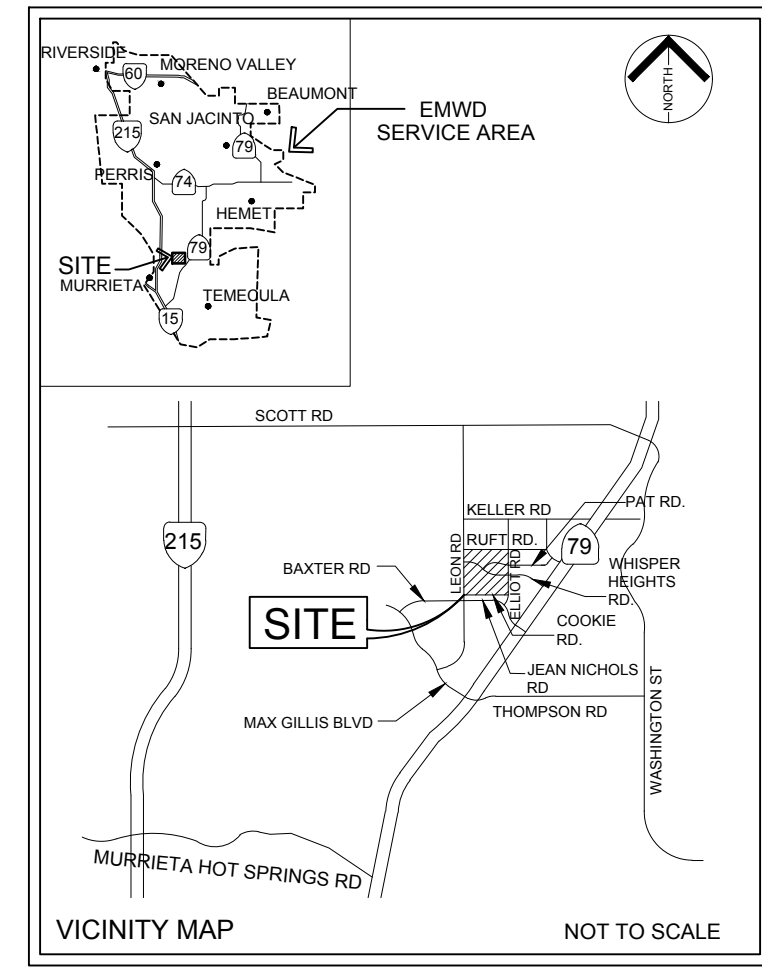 RIVERSIDE
60
MORENO VALLEY
BEAUMONT
SAN JACINTO
EMWD
SERVICE AREA
NORTH
215
79
PERRIS
74
HEMET
79
SITE
MURRIETA
TEMECULA
15
SCOTT RD
KELLER RD
PAT RD.
215
LEON RD
RUFT RD.
ELLIOT RD
79
BAXTER RD
WHISPER
HEIGHTS
RD.
SITE
COOKIE
RD.
JEAN NICHOLS
RD
MAX GILLIS BLVD
THOMPSON RD
WASHINGTON ST
MURRIETA HOT SPRINGS RD
VICINITY MAP
NOT TO SCALE